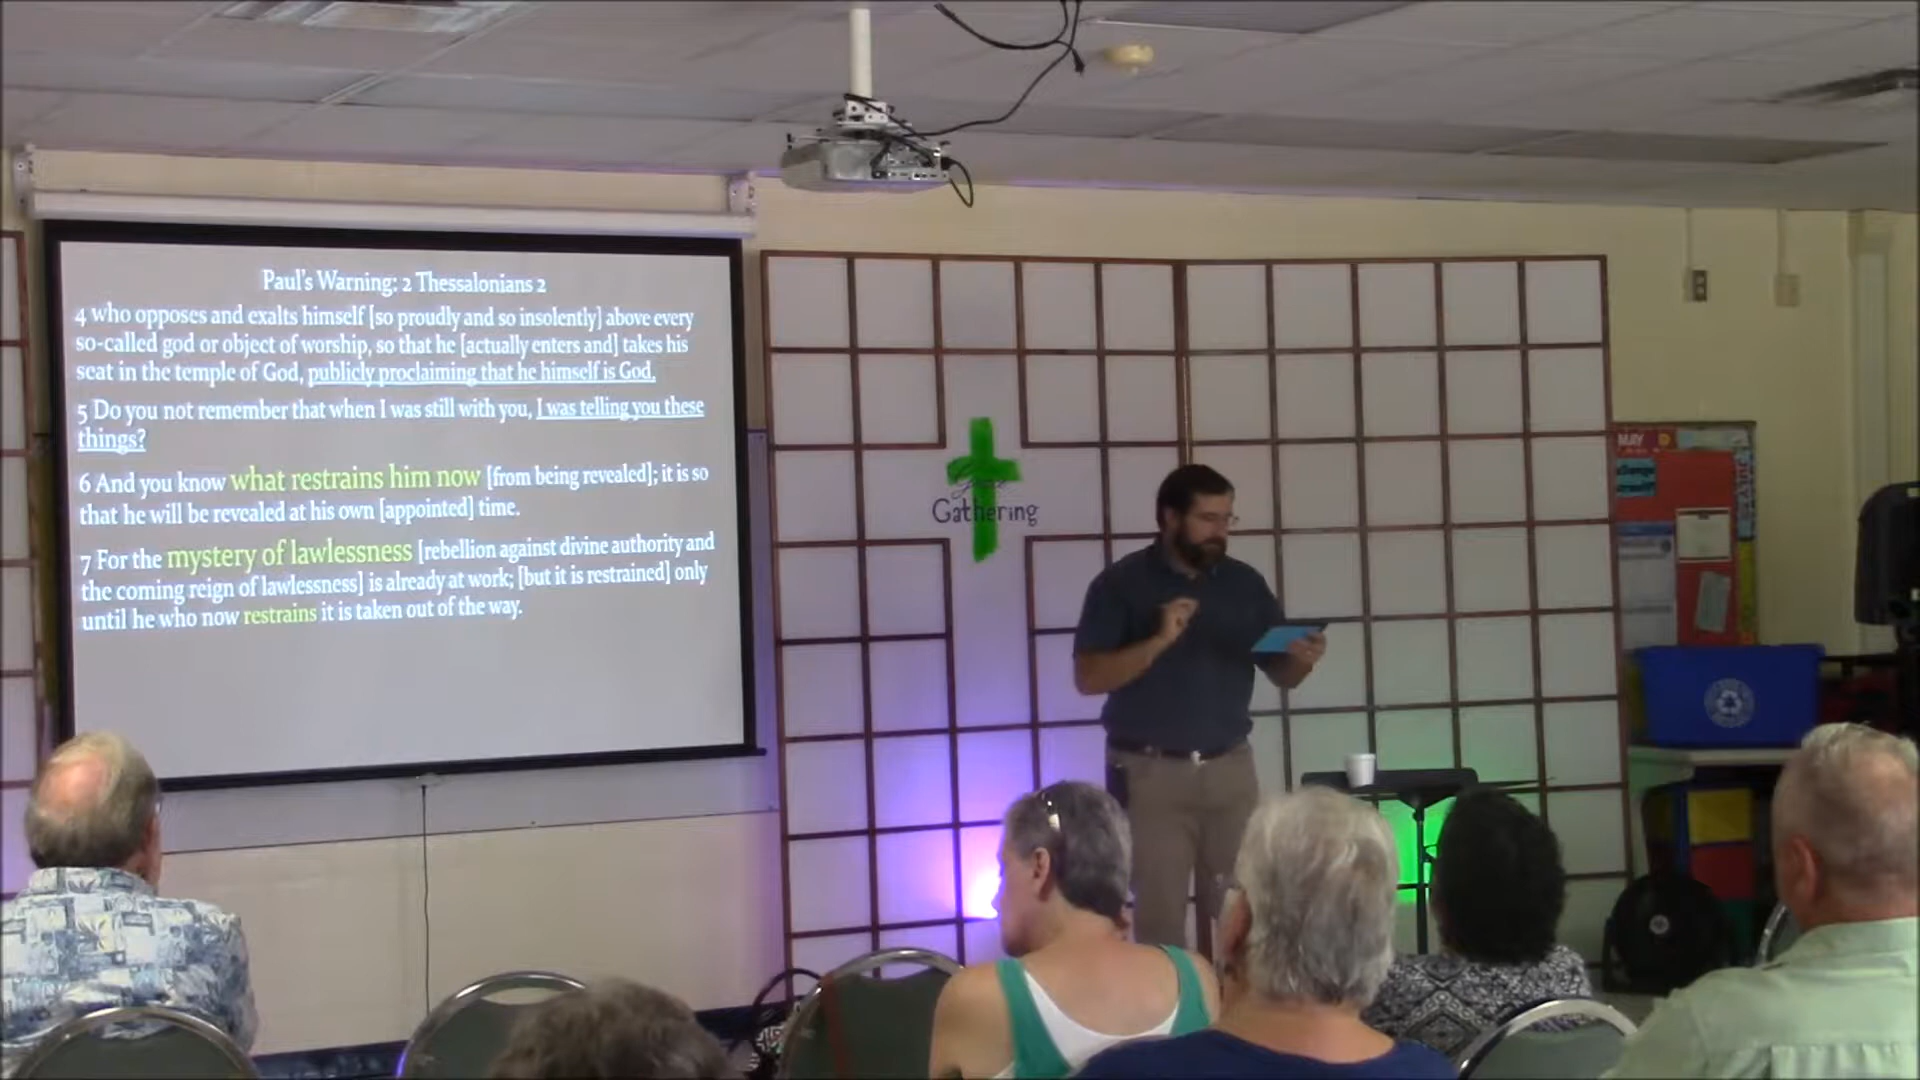 Paul's Warning: 2 Thessalonians 2
4 who opposes and exalts himself [so proudly and so insolently] above every
so-called god or object of worship, so that he [actually enters and] takes his
seat in the temple of God, publicly proclaiming that he himself is God.
5 Do you not remember that when I was still with you, I was telling you these
things?
6 And you know what restrains him now [from being revealed]; it is so
that he will be revealed at his own [appointed] time.
7 For the mystery of lawlessness [rebellion against divine authority and
the coming reign of lawlessness] is already at work; [but it is restrained] only
until he who now restrains it is taken out of the way.
Gathering
MAY